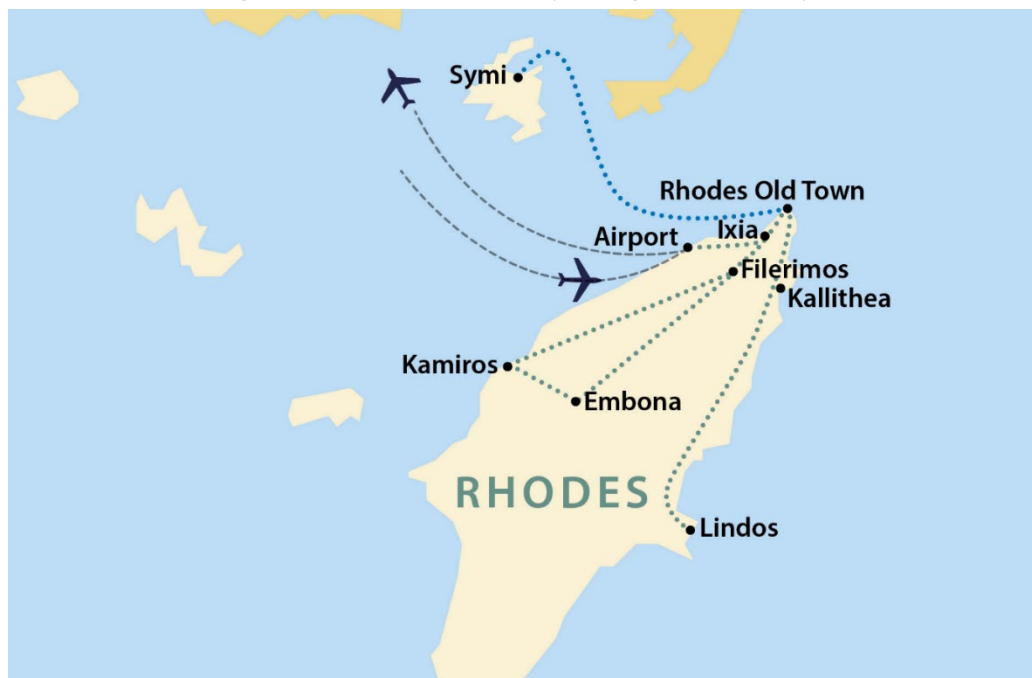 Symi
Rhodes Old Town
Ixia
Airport
Filerimos
Kallithea
Kamiros
Embona
RHODES
Lindos